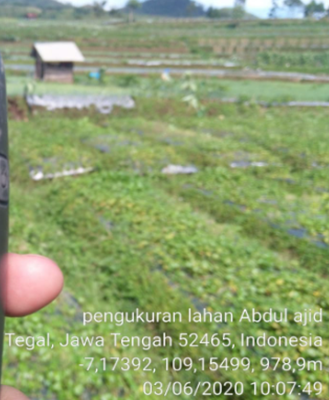 pengukuran lahan Abdul ajid
Tegal, Jawa Tengah 52465, Indonesia
-7,17392, 109,15499, 978,9m
03/06/2020 10:07:49